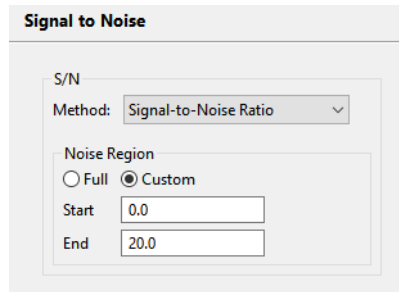 Signal to Noise
S/N
Method: Signal-to-Noise Ratio
Noise Region
Full Custom
Start 0.0
End 20.0